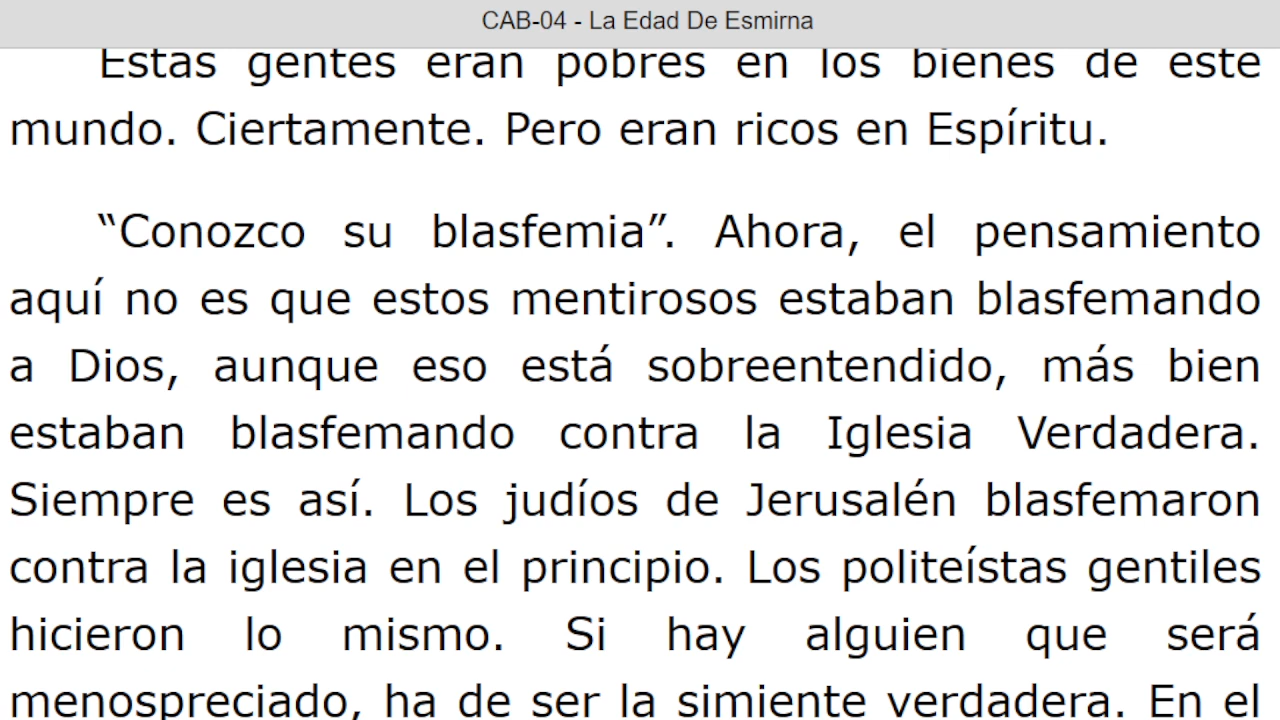 CAB-04 - La Edad De Esmirna
Estas gentes eran pobres en los bienes de este
mundo. Ciertamente. Pero eran ricos en Espíritu.
“Conozco su blasfemia”. Ahora, el pensamiento
aquí no es que estos mentirosos estaban blasfemando
a Dios, aunque eso está sobreentendido, más bien
estaban blasfemando contra la Iglesia Verdadera.
Siempre es así. Los judíos de Jerusalén blasfemaron
contra la iglesia en el principio. Los politeístas gentiles
hicieron lo mismo. Si hay alguien que será
menospreciado, ha de ser la simiente verdadera. En el